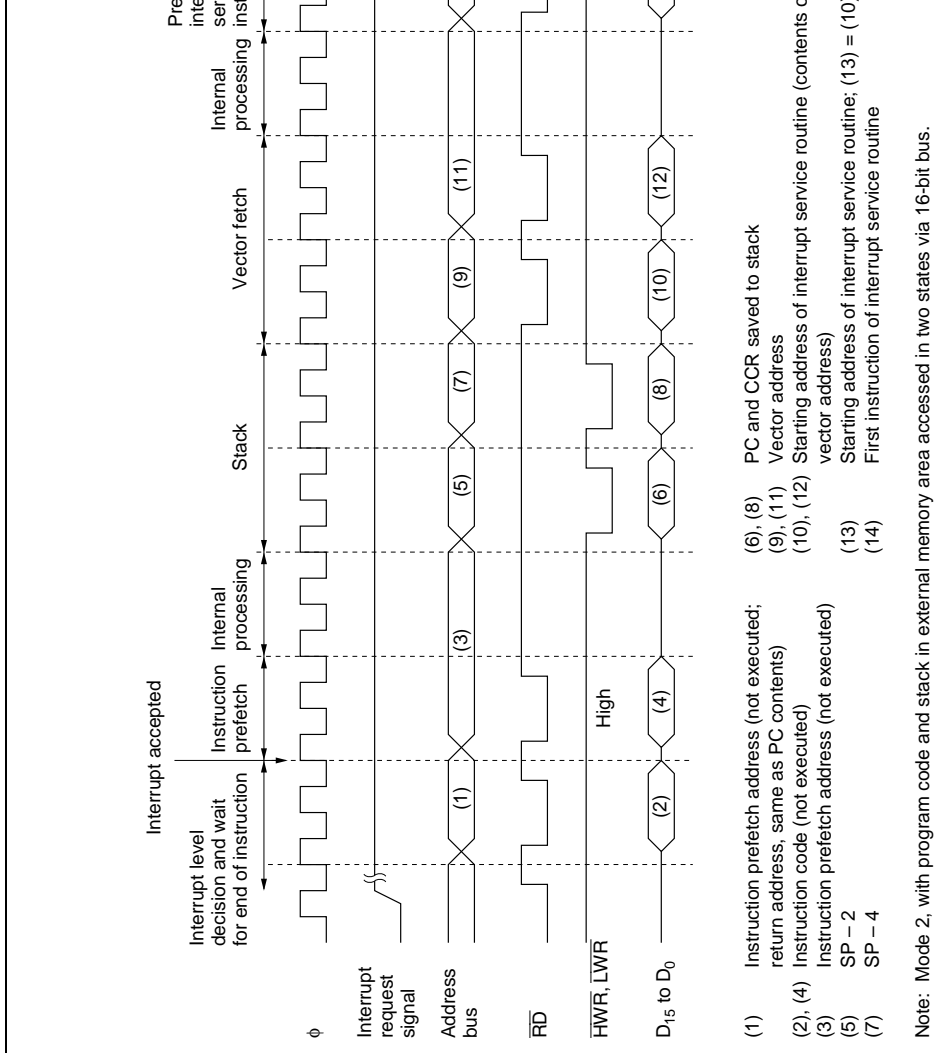 Interrupt accepted
Interrupt level
decision and wait
for end of instruction
Instruction
prefetch
Internal
processing
Stack
Vector fetch
Internal
processing
Pre
inte
ser
inst
φ
Interrupt
request
signal
Address
bus
(1)
(3)
(5)
(7)
(9)
(11)
RD
HWR, LWR
High
D15 to D0
(2)
(4)
(6)
(8)
(10)
(12)
(1) Instruction prefetch address (not executed;
return address, same as PC contents)
(2), (4) Instruction code (not executed)
(3) Instruction prefetch address (not executed)
(5) SP – 2
(7) SP – 4
(6), (8) PC and CCR saved to stack
(9), (11) Vector address
(10), (12) Starting address of interrupt service routine (contents o
vector address)
(13) Starting address of interrupt service routine; (13) = (10)
(14) First instruction of interrupt service routine
Note: Mode 2, with program code and stack in external memory area accessed in two states via 16-bit bus.